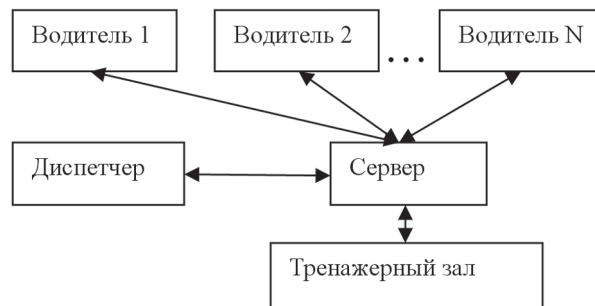 Водитель 1
Водитель 2
...
Водитель N
Диспетчер
Сервер
Тренажерный зал